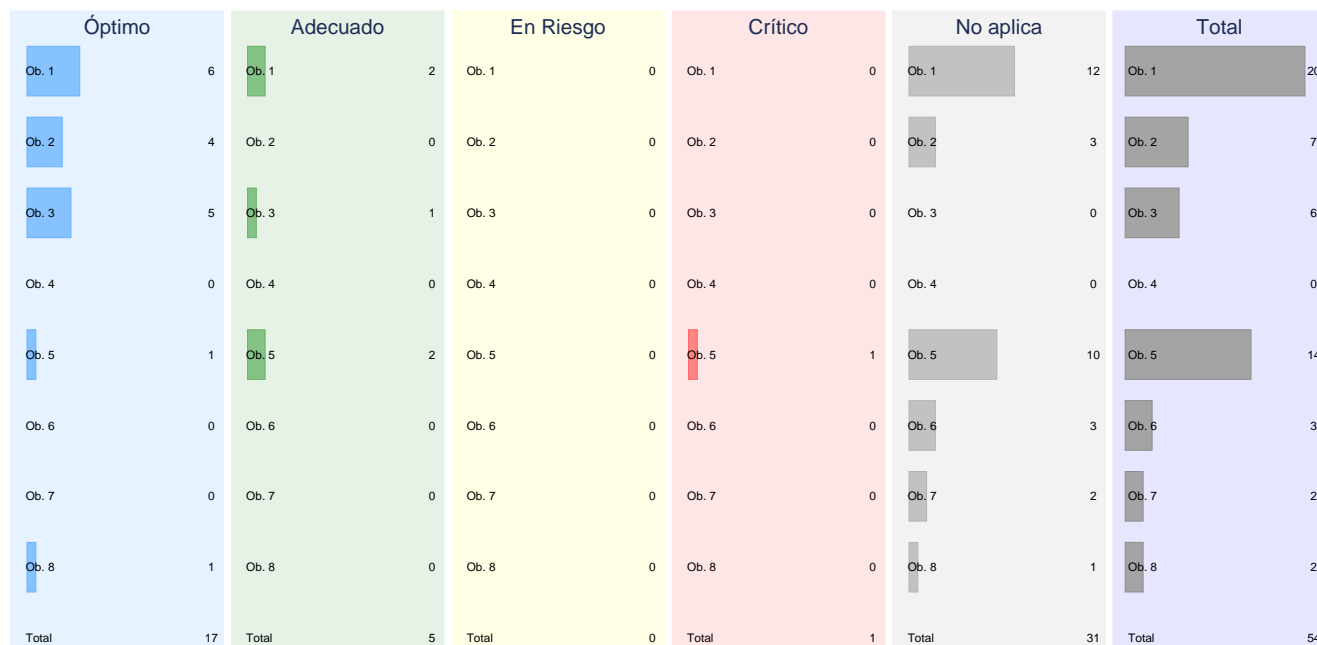 Óptimo Adecuado En Riesgo Crítico No aplica Total
Ob. 1 6 Ob. 1 2 Ob. 1 0 Ob. 1 0 Ob. 1 12 Ob. 1 20
Ob. 2 4 Ob. 2 0 Ob. 2 0 Ob. 2 0 Ob. 2 3 Ob. 2 7
Ob. 3 5 Ob. 3 1 Ob. 3 0 Ob. 3 0 Ob. 3 0 Ob. 3 6
Ob. 4 0 Ob. 4 0 Ob. 4 0 Ob. 4 0 Ob. 4 0 Ob. 4 0
Ob. 5 1 Ob. 5 2 Ob. 5 0 Ob. 5 1 Ob. 5 10 Ob. 5 14
Ob. 6 0 Ob. 6 0 Ob. 6 0 Ob. 6 0 Ob. 6 3 Ob. 6 3
Ob. 7 0 Ob. 7 0 Ob. 7 0 Ob. 7 0 Ob. 7 2 Ob. 7 2
Ob. 8 1 Ob. 8 0 Ob. 8 0 Ob. 8 0 Ob. 8 1 Ob. 8 2
Total 17 Total 5 Total 0 Total 1 Total 31 Total 54